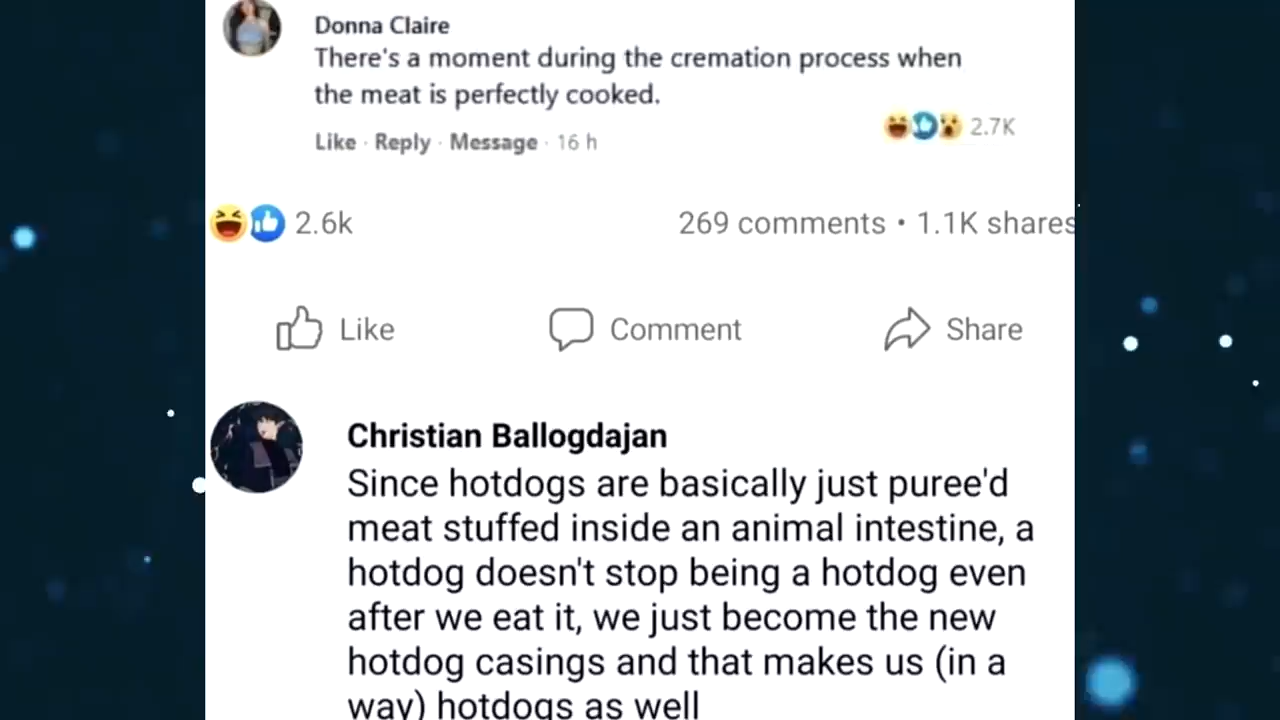 Donna Claire
There's a moment during the cremation process when
the meat is perfectly cooked.
Like · Reply · Message · 16 h
2.7K
2.6k
269 comments • 1.1K shares
Like
Comment
Share
Christian Ballogdajan
Since hotdogs are basically just puree'd
meat stuffed inside an animal intestine, a
hotdog doesn't stop being a hotdog even
after we eat it, we just become the new
hotdog casings and that makes us (in a
way) hotdogs as well